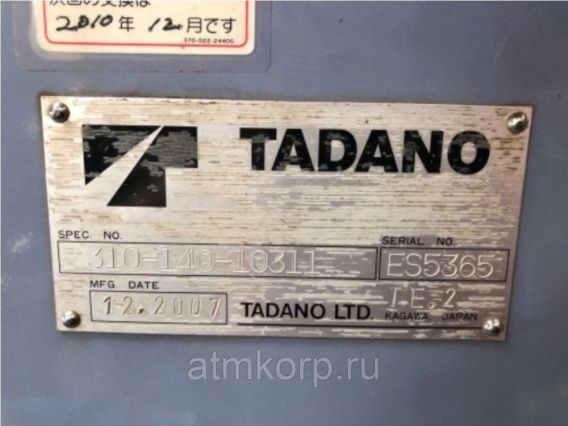 次回の交換は
2010年 12月です
370-022-24400
TADANO
SPEC. NO.
310-140-10311
SERIAL NO.
ES5365
MFG. DATE
12.2007
TADANO LTD.
KAGAWA, JAPAN
atmkorp.ru